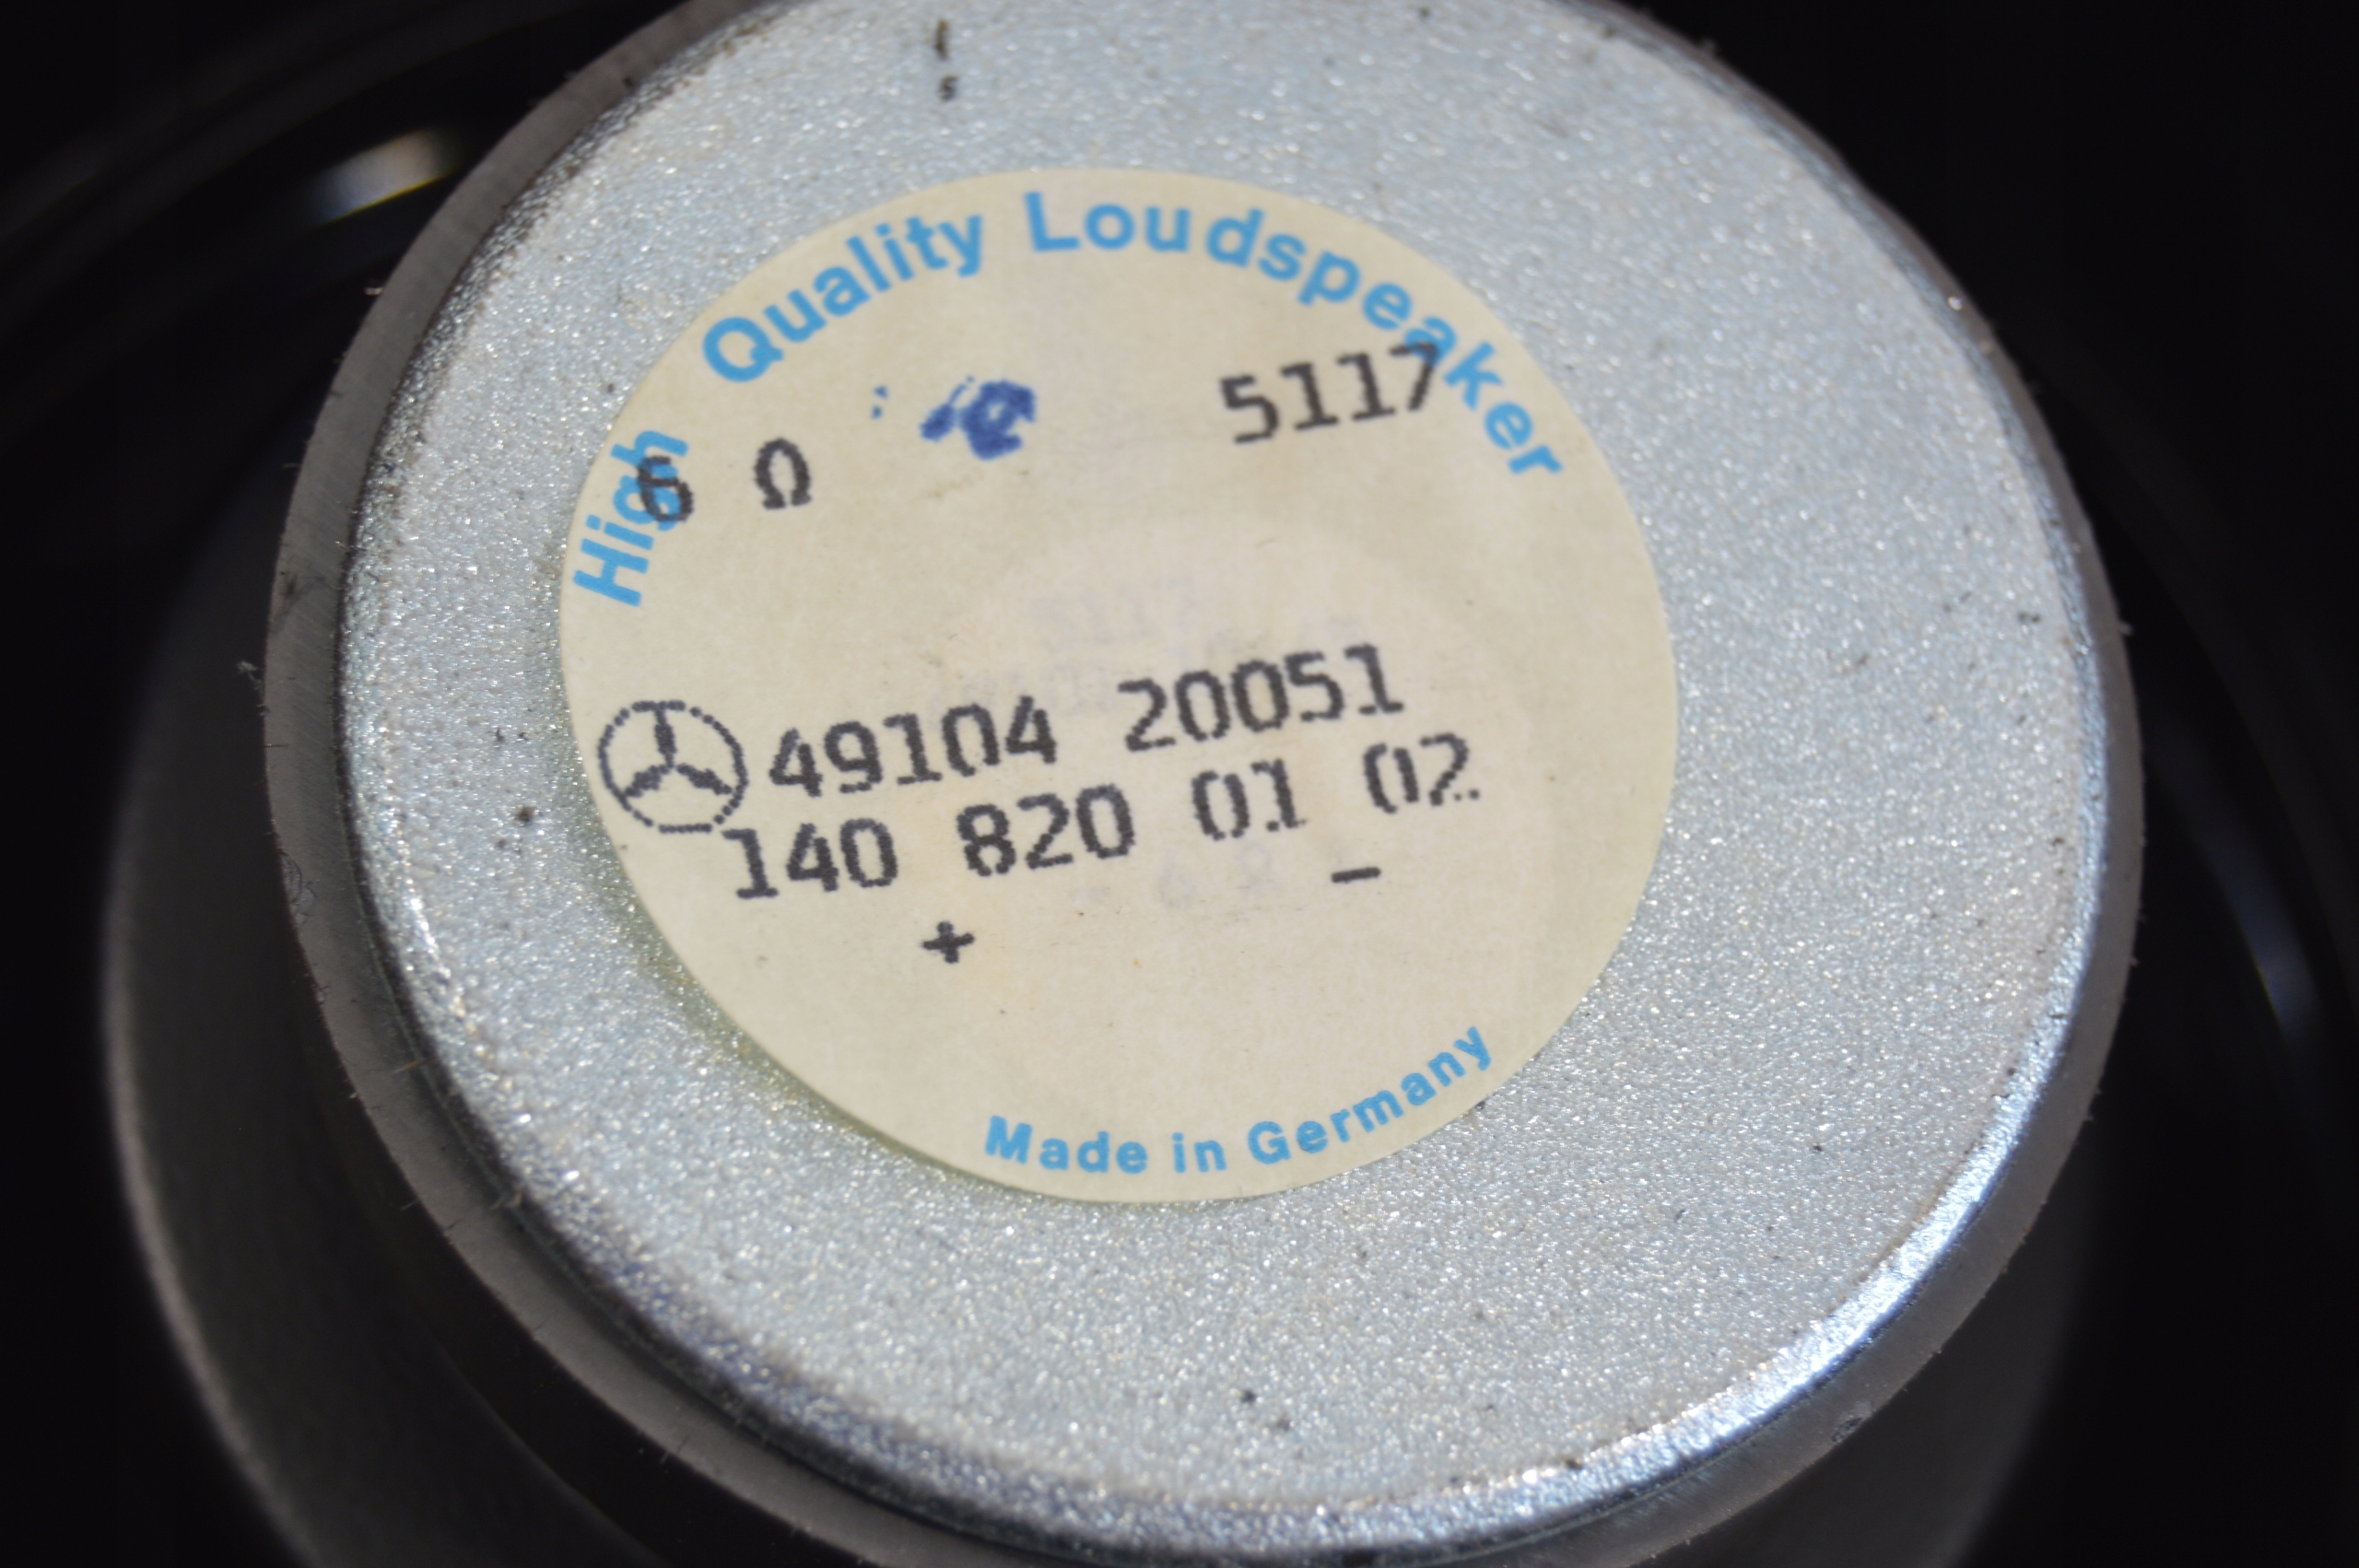 High Quality Loudspeaker
6 Ω 5117
49104 20051
140 820 01 02
+ -
Made in Germany